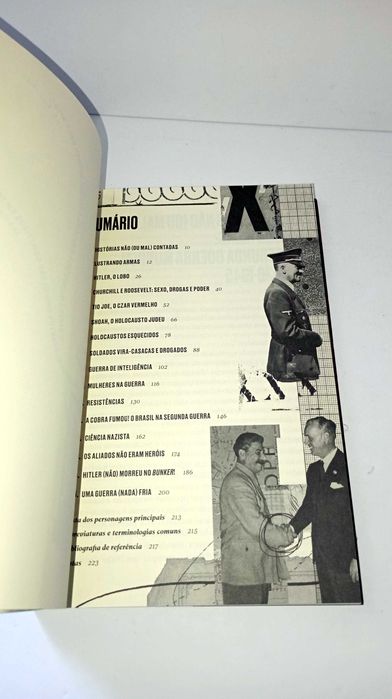 UMÁRIO
HISTÓRIAS NÃO (OU MAL) CONTADAS 10
LUSTRANDO ARMAS 12
HITLER, O LOBO 26
CHURCHILL E ROOSEVELT: SEXO, DROGAS E PODER 40
TIO JOE, O CZAR VERMELHO 52
SHOAH, O HOLOCAUSTO JUDEU 66
HOLOCAUSTOS ESQUECIDOS 78
SOLDADOS VIRA-CASACAS E DROGADOS 88
GUERRA DE INTELIGÊNCIA 102
MULHERES NA GUERRA 116
RESISTÊNCIAS 130
A COBRA FUMOU! O BRASIL NA SEGUNDA GUERRA 146
CIÊNCIA NAZISTA 162
OS ALIADOS NÃO ERAM HERÓIS 174
HITLER (NÃO) MORREU NO BUNKER! 186
UMA GUERRA (NADA) FRIA 200
dos personagens principais 213
eviaturas e terminologias comuns 215
bliografia de referência 217
tas 223
X